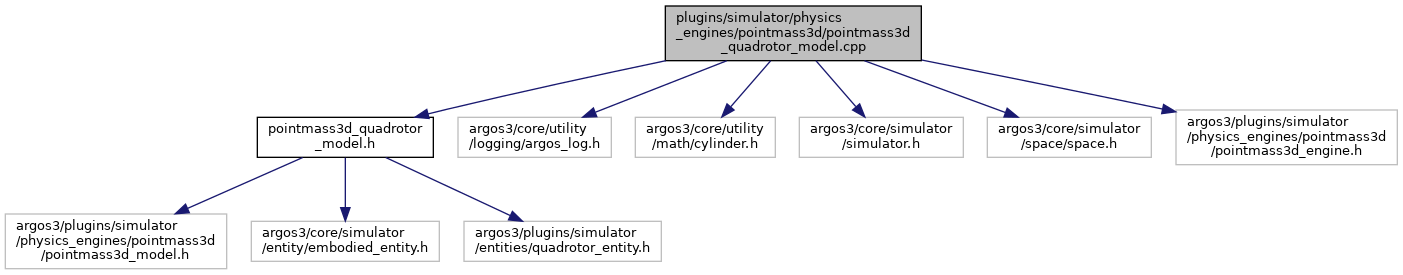 plugins/simulator/physics
_engines/pointmass3d/pointmass3d
_quadrotor_model.cpp
pointmass3d_quadrotor
_model.h
argos3/core/utility
/logging/argos_log.h
argos3/core/utility
/math/cylinder.h
argos3/core/simulator
/simulator.h
argos3/core/simulator
/space/space.h
argos3/plugins/simulator
/physics_engines/pointmass3d
/pointmass3d_engine.h
argos3/plugins/simulator
/physics_engines/pointmass3d
/pointmass3d_model.h
argos3/core/simulator
/entity/embodied_entity.h
argos3/plugins/simulator
/entities/quadrotor_entity.h